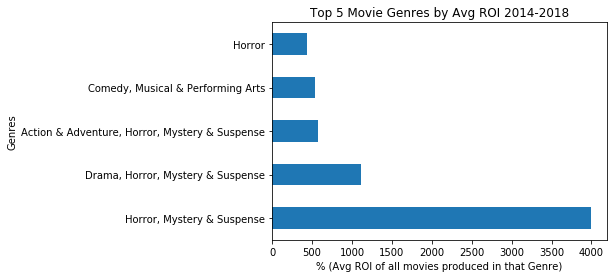 Top 5 Movie Genres by Avg ROI 2014-2018
Genres
Horror
Comedy, Musical & Performing Arts
Action & Adventure, Horror, Mystery & Suspense
Drama, Horror, Mystery & Suspense
Horror, Mystery & Suspense
0 500 1000 1500 2000 2500 3000 3500 4000
% (Avg ROI of all movies produced in that Genre)